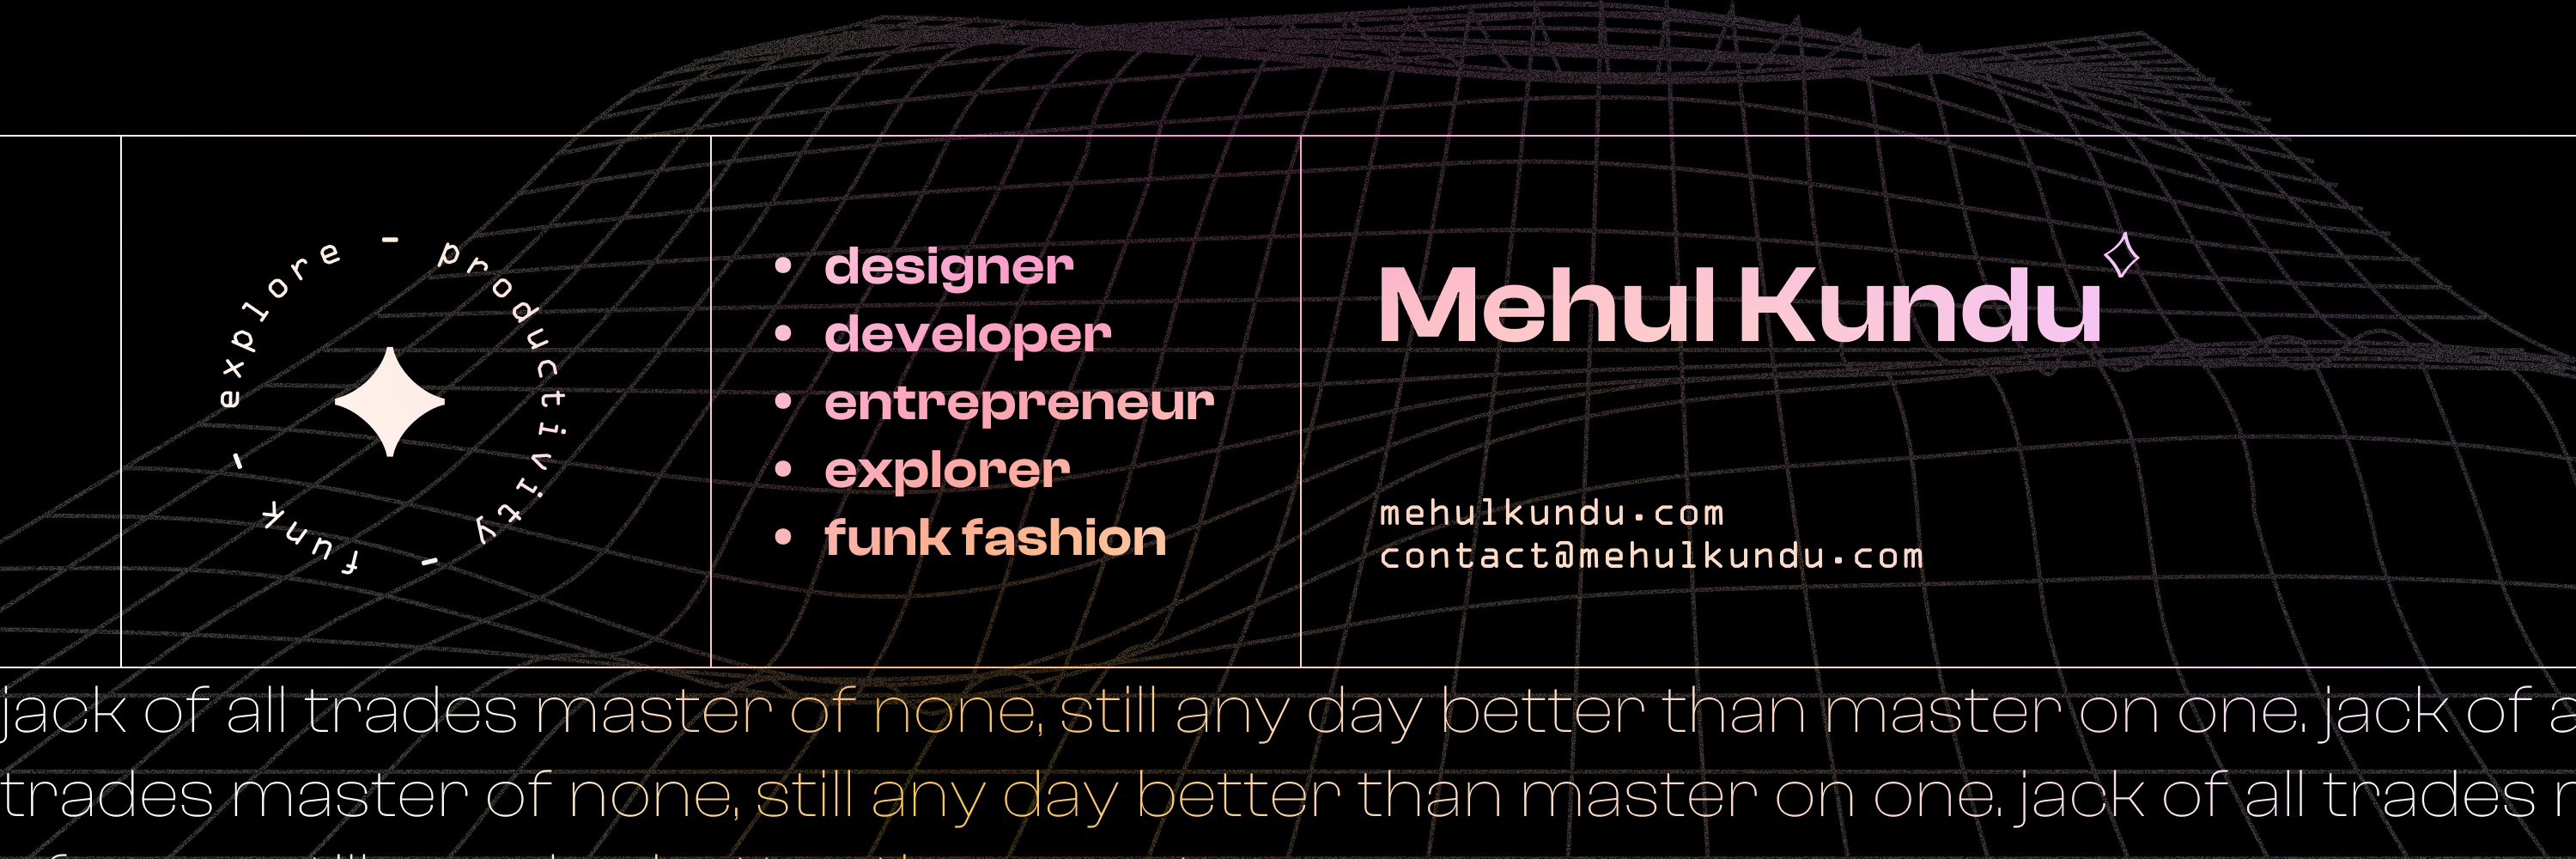 explore - productivity - funk -
• designer
• developer
• entrepreneur
• explorer
• funk fashion
Mehul Kundu
mehulkundu.com
contact@mehulkundu.com
jack of all trades master of none, still any day better than master on one. jack of a
trades master of none, still any day better than master on one. jack of all trades